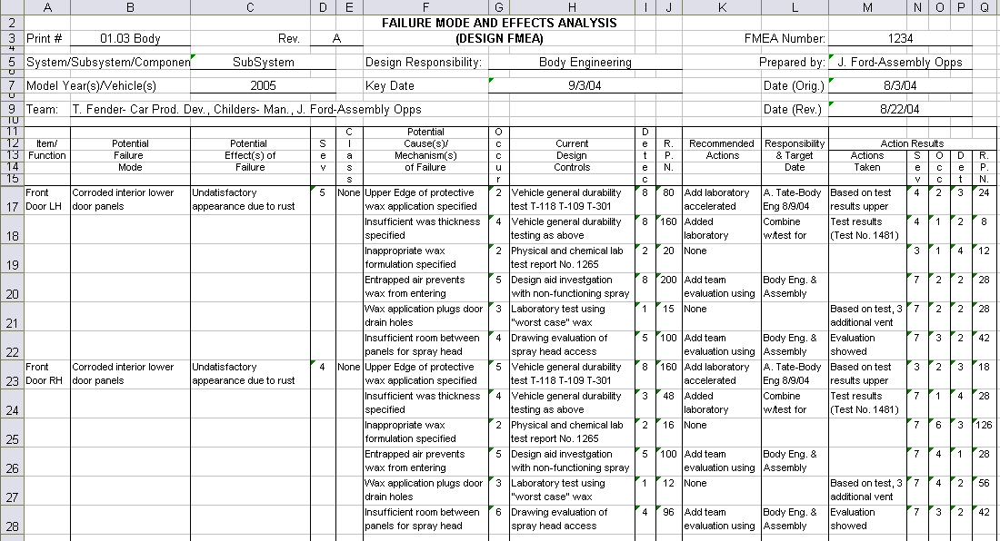 A B C D E F G H I J K L M N O P Q
2 FAILURE MODE AND EFFECTS ANALYSIS
3 Print # 01.03 Body Rev. A (DESIGN FMEA) FMEA Number: 1234
5 System/Subsystem/Componen SubSystem Design Responsibility: Body Engineering Prepared by: J. Ford-Assembly Opps
7 Model Year(s)/Vehicle(s) 2005 Key Date 9/3/04 Date (Orig.) 8/3/04
9 Team: T. Fender- Car Prod. Dev., Childers- Man., J. Ford-Assembly Opps Date (Rev.) 8/22/04
10
11 C Potential O D
12 Item/ Potential Potential S l Cause(s)/ c Current e R. Recommended Responsibility Action Results
13 Function Failure Effect(s) of e a Mechanism(s) c Design t P. Actions & Target Actions S O D R.
14 Mode Failure v s of Failure u Controls e N. Date Taken e c e P.
15 s r c v c t N.
17 Front Corroded interior lower Undatisfactory 5 None Upper Edge of protective 2 Vehicle general durability 8 80 Add laboratory A. Tate-Body Based on test 4 2 3 24
Door LH door panels appearance due to rust wax application specified test T-118 T-109 T-301 accelerated Eng 8/9/04 results upper
18 Insufficient was thickness 4 Vehicle general durability 8 160 Added Combine Test results 4 1 2 8
specified testing as above laboratory w/test for (Test No. 1481)
19 Inappropriate wax 2 Physical and chemical lab 2 20 None 3 1 4 12
formulation specified test report No. 1265
20 Entrapped air prevents 5 Design aid investgation 8 200 Add team Body Eng. & 7 2 2 28
wax from entering with non-functioning spray evaluation using Assembly
21 Wax application plugs door 3 Laboratory test using 1 15 None Based on test, 3 7 2 2 28
drain holes "worst case" wax additional vent
22 Insufficient room between 4 Drawing evaluation of 5 100 Add team Body Eng. & Evaluation 7 3 2 42
panels for spray head spray head access evaluation using Assembly showed
23 Front Corroded interior lower Undatisfactory 4 None Upper Edge of protective 5 Vehicle general durability 8 160 Add laboratory A. Tate-Body Based on test 3 2 3 18
Door RH door panels appearance due to rust wax application specified test T-118 T-109 T-301 accelerated Eng 8/9/04 results upper
24 Insufficient was thickness 4 Vehicle general durability 3 48 Added Combine Test results 7 1 4 28
specified testing as above laboratory w/test for (Test No. 1481)
25 Inappropriate wax 2 Physical and chemical lab 2 16 None 7 6 3 126
formulation specified test report No. 1265
26 Entrapped air prevents 5 Design aid investgation 5 100 Add team Body Eng. & 7 4 1 28
wax from entering with non-functioning spray evaluation using Assembly
27 Wax application plugs door 3 Laboratory test using 1 12 None Based on test, 3 7 4 2 56
drain holes "worst case" wax additional vent
28 Insufficient room between 6 Drawing evaluation of 4 96 Add team Body Eng. & Evaluation 7 3 2 42
panels for spray head spray head access evaluation using Assembly showed